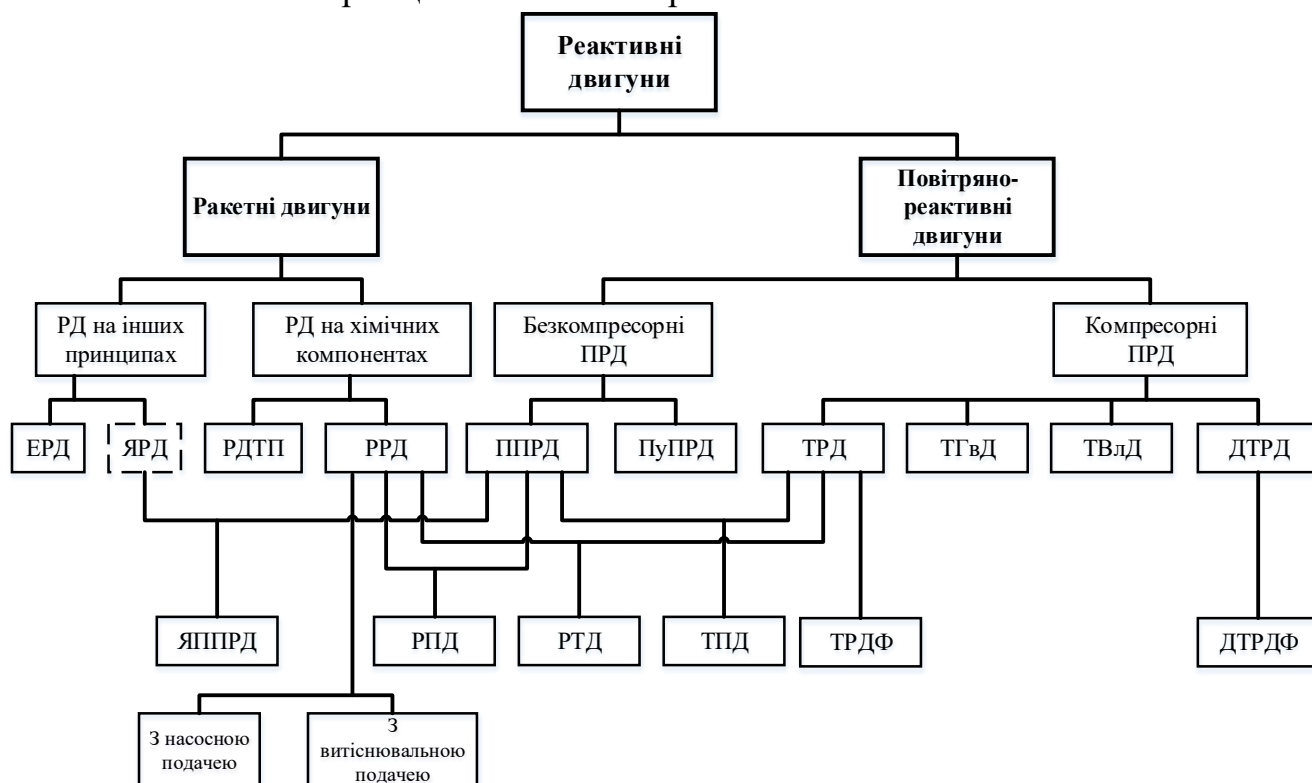 Реактивні
двигуни
Ракетні двигуни
Повітряно-
реактивні
двигуни
РД на інших
принципах
РД на хімічних
компонентах
Безкомпресорні
ПРД
Компресорні
ПРД
ЕРД
ЯРД
РДТП
РРД
ППРД
ПуПРД
ТРД
ТГвД
ТВлД
ДТРД
ЯППРД
РПД
РТД
ТПД
ТРДФ
ДТРДФ
З насосною
подачею
З
витіснювальною
подачею